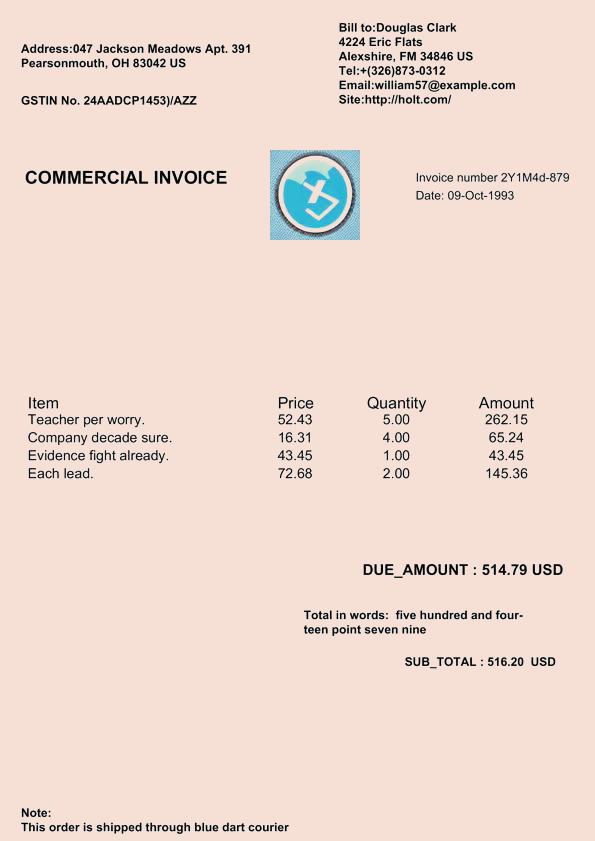 Address:047 Jackson Meadows Apt. 391
Pearsonmouth, OH 83042 US
GSTIN No. 24AADCP1453)/AZZ
Bill to:Douglas Clark
4224 Eric Flats
Alexshire, FM 34846 US
Tel:+(326)873-0312
Email:william57@example.com
Site:http://holt.com/
COMMERCIAL INVOICE
Invoice number 2Y1M4d-879
Date: 09-Oct-1993
Item Price Quantity Amount
Teacher per worry. 52.43 5.00 262.15
Company decade sure. 16.31 4.00 65.24
Evidence fight already. 43.45 1.00 43.45
Each lead. 72.68 2.00 145.36
DUE_AMOUNT : 514.79 USD
Total in words: five hundred and four-
teen point seven nine
SUB_TOTAL : 516.20 USD
Note:
This order is shipped through blue dart courier